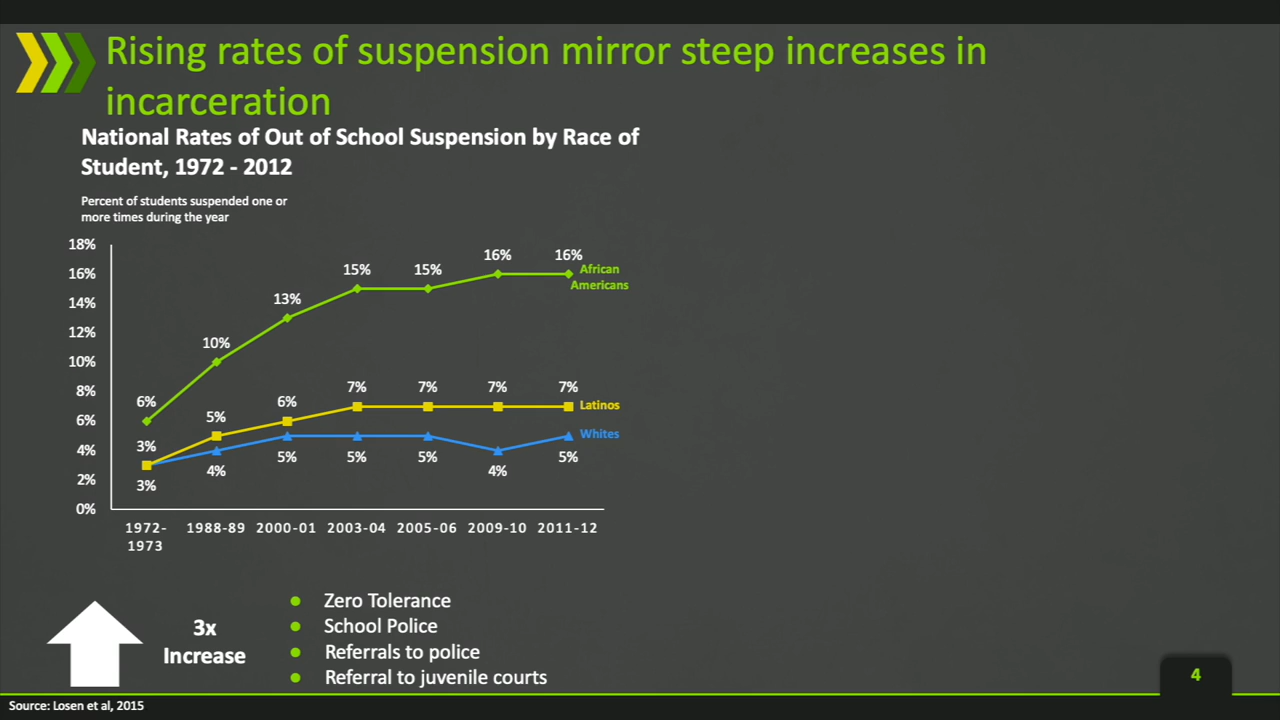 Rising rates of suspension mirror steep increases in
incarceration
National Rates of Out of School Suspension by Race of
Student, 1972 - 2012
Percent of students suspended one or
more times during the year
18%
16%
14%
12%
10%
8%
6%
4%
2%
0%
6%
10%
13%
15%
15%
16%
16%
African
Americans
3%
5%
6%
7%
7%
7%
7%
Latinos
3%
4%
5%
5%
5%
4%
5%
Whites
1972-
1973
1988-89
2000-01
2003-04
2005-06
2009-10
2011-12
3x
Increase
● Zero Tolerance
● School Police
● Referrals to police
● Referral to juvenile courts
4
Source: Losen et al, 2015